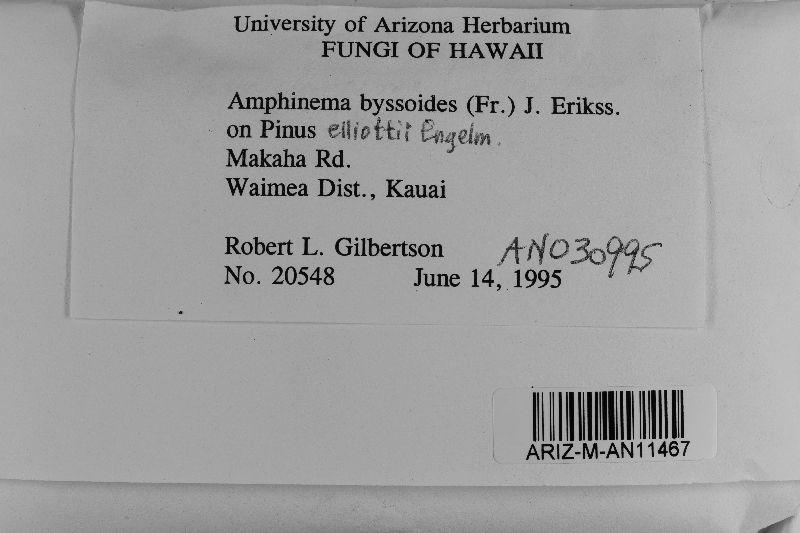 University of Arizona Herbarium
FUNGI OF HAWAII
Amphinema byssoides (Fr.) J. Erikss.
on Pinus elliottii Engelm.
Makaha Rd.
Waimea Dist., Kauai
Robert L. Gilbertson AN030995
No. 20548 June 14, 1995
ARIZ-M-AN11467